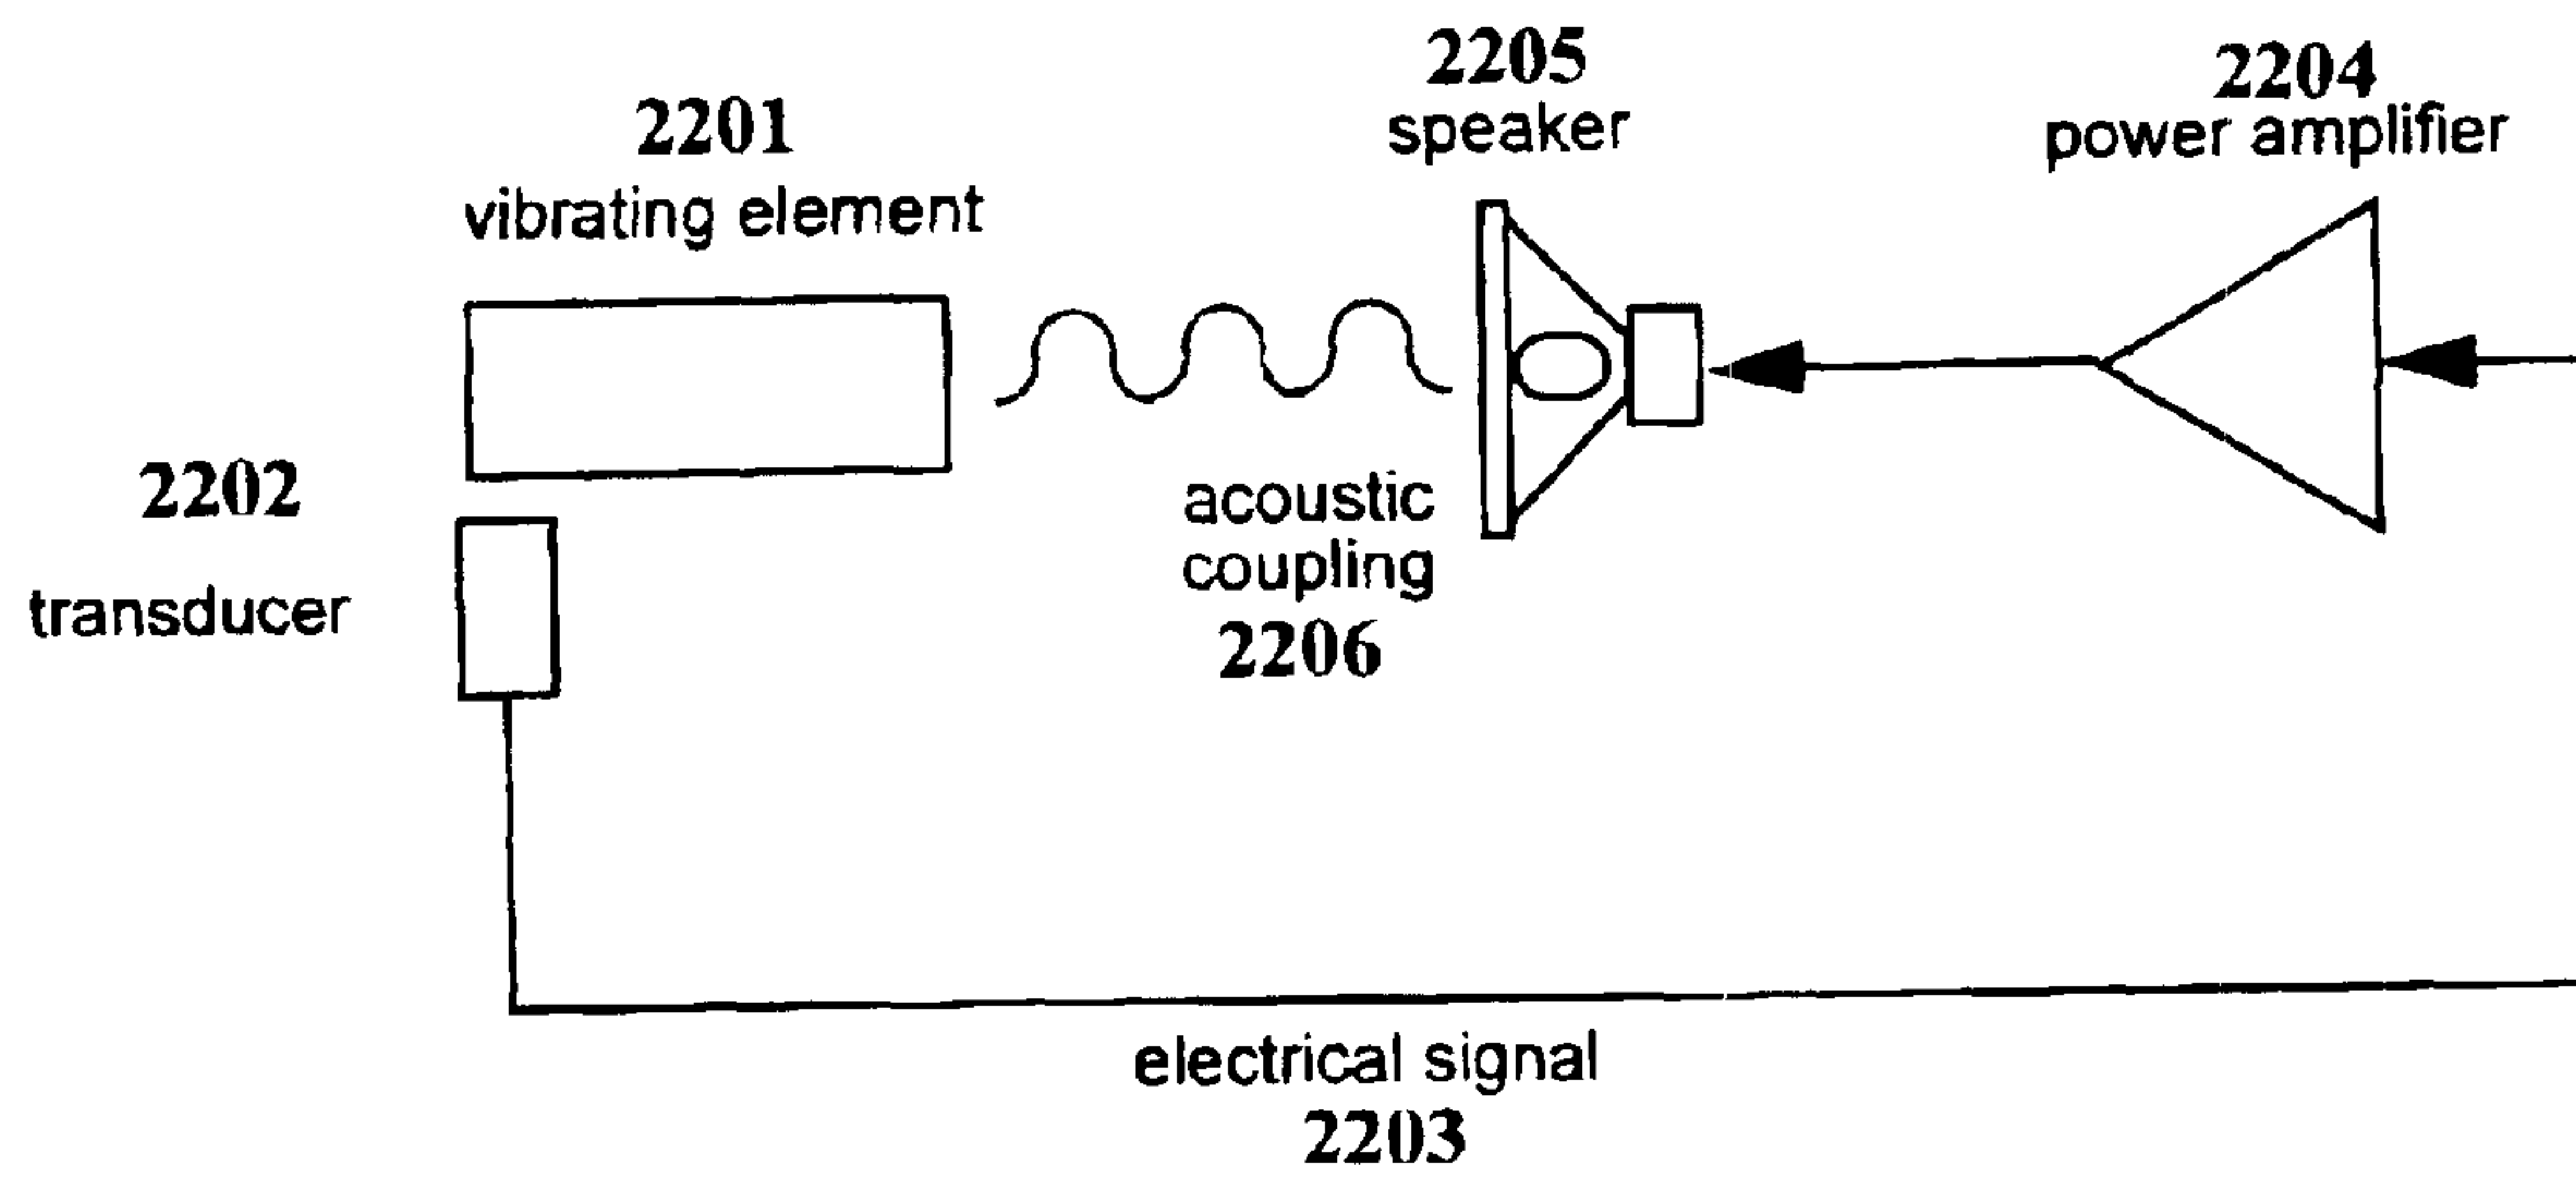 2205
speaker
2204
power amplifier
2201
vibrating element
2202
transducer
acoustic
coupling
2206
electrical signal
2203